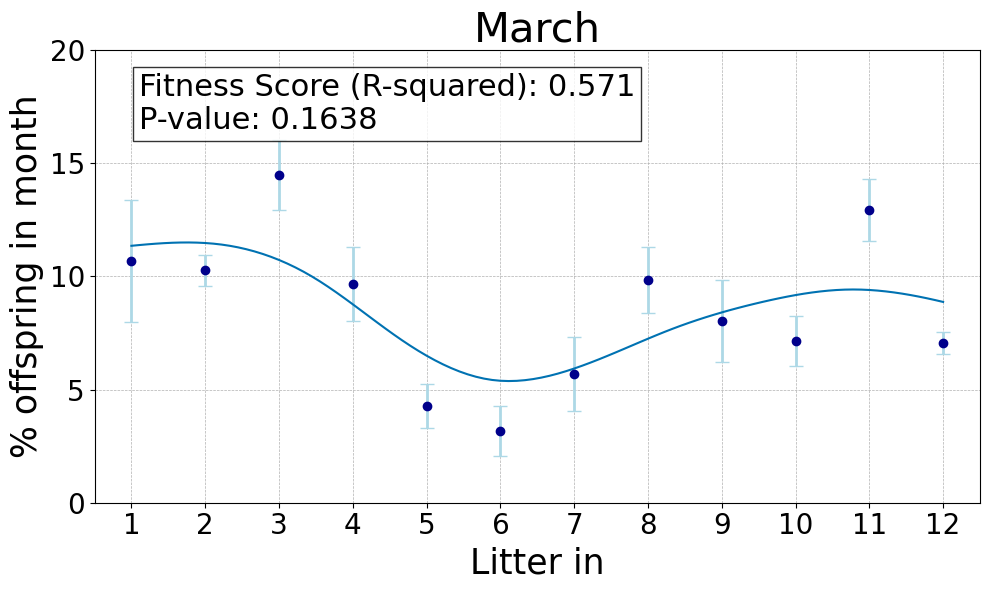 March
Fitness Score (R-squared): 0.571
P-value: 0.1638
% offspring in month
20
15
10
5
0
1 2 3 4 5 6 7 8 9 10 11 12
Litter in